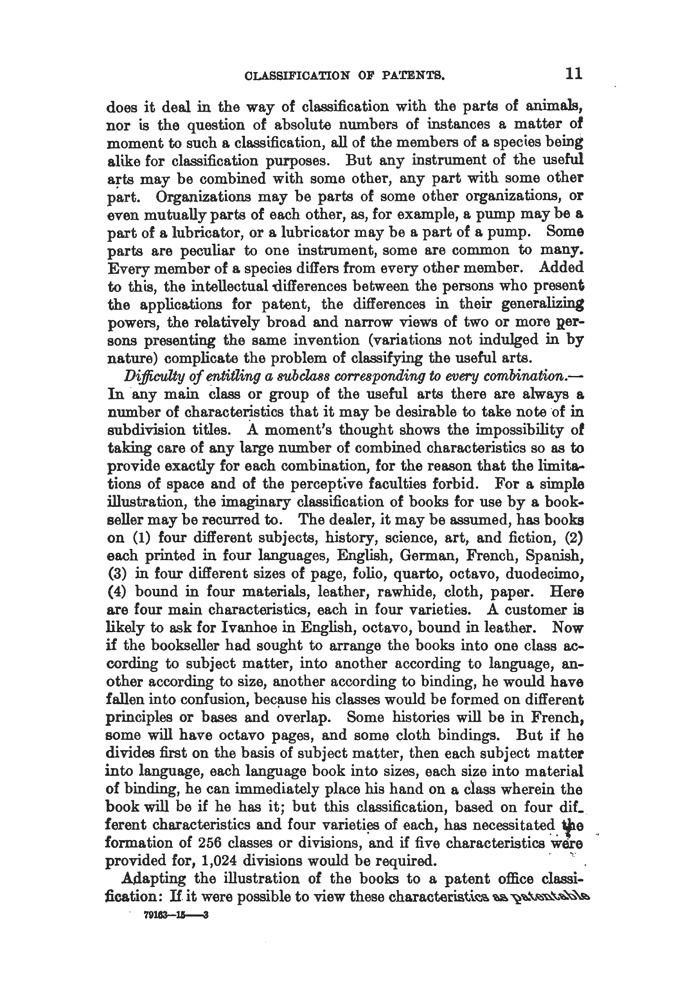 CLASSIFICATION OF PATENTS. 11
does it deal in the way of classification with the parts of animals,
nor is the question of absolute numbers of instances a matter of
moment to such a classification, all of the members of a species being
alike for classification purposes. But any instrument of the useful
arts may be combined with some other, any part with some other
part. Organizations may be parts of some other organizations, or
even mutually parts of each other, as, for example, a pump may be a
part of a lubricator, or a lubricator may be a part of a pump. Some
parts are peculiar to one instrument, some are common to many.
Every member of a species differs from every other member. Added
to this, the intellectual differences between the persons who present
the applications for patent, the differences in their generalizing
powers, the relatively broad and narrow views of two or more per-
sons presenting the same invention (variations not indulged in by
nature) complicate the problem of classifying the useful arts.
Difficulty of entitling a subclass corresponding to every combination.—
In any main class or group of the useful arts there are always a
number of characteristics that it may be desirable to take note of in
subdivision titles. A moment's thought shows the impossibility of
taking care of any large number of combined characteristics so as to
provide exactly for each combination, for the reason that the limita-
tions of space and of the perceptive faculties forbid. For a simple
illustration, the imaginary classification of books for use by a book-
seller may be recurred to. The dealer, it may be assumed, has books
on (1) four different subjects, history, science, art, and fiction, (2)
each printed in four languages, English, German, French, Spanish,
(3) in four different sizes of page, folio, quarto, octavo, duodecimo,
(4) bound in four materials, leather, rawhide, cloth, paper. Here
are four main characteristics, each in four varieties. A customer is
likely to ask for Ivanhoe in English, octavo, bound in leather. Now
if the bookseller had sought to arrange the books into one class ac-
cording to subject matter, into another according to language, an-
other according to size, another according to binding, he would have
fallen into confusion, because his classes would be formed on different
principles or bases and overlap. Some histories will be in French,
some will have octavo pages, and some cloth bindings. But if he
divides first on the basis of subject matter, then each subject matter
into language, each language book into sizes, each size into material
of binding, he can immediately place his hand on a class wherein the
book will be if he has it; but this classification, based on four dif-
ferent characteristics and four varieties of each, has necessitated the
formation of 256 classes or divisions, and if five characteristics were
provided for, 1,024 divisions would be required.
Adapting the illustration of the books to a patent office classi-
fication: If it were possible to view these characteristics as patentable
79163—15——3